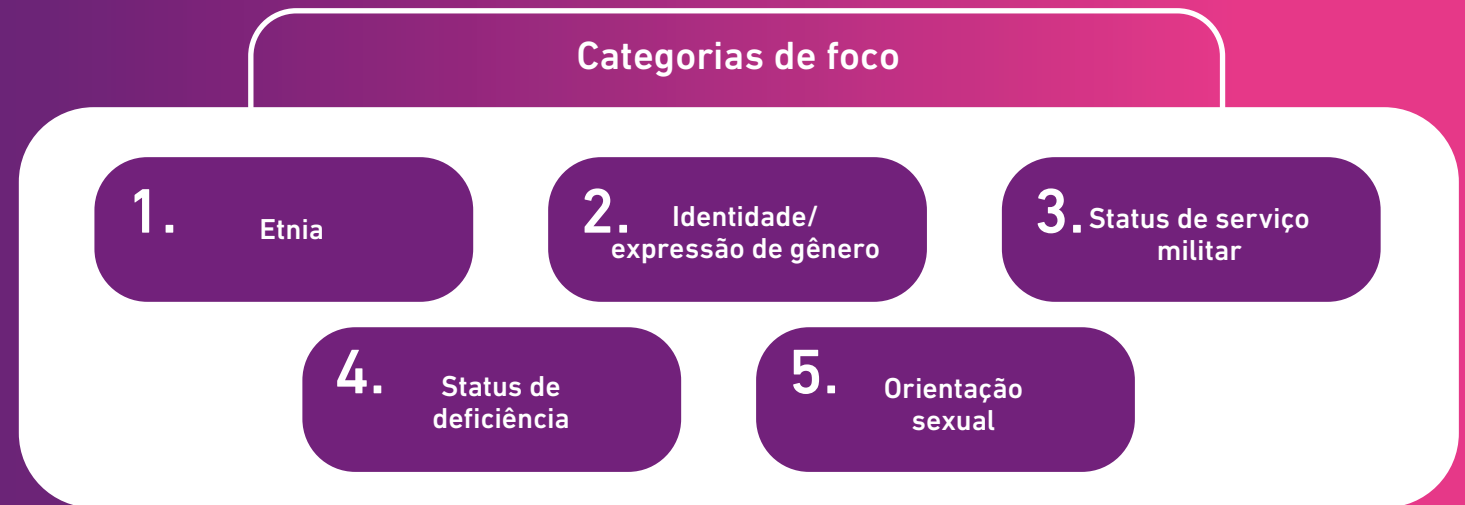 Categorias de foco
1.
Etnia
2.
Identidade/
expressão de gênero
3.
Status de serviço
militar
4.
Status de
deficiência
5.
Orientação
sexual